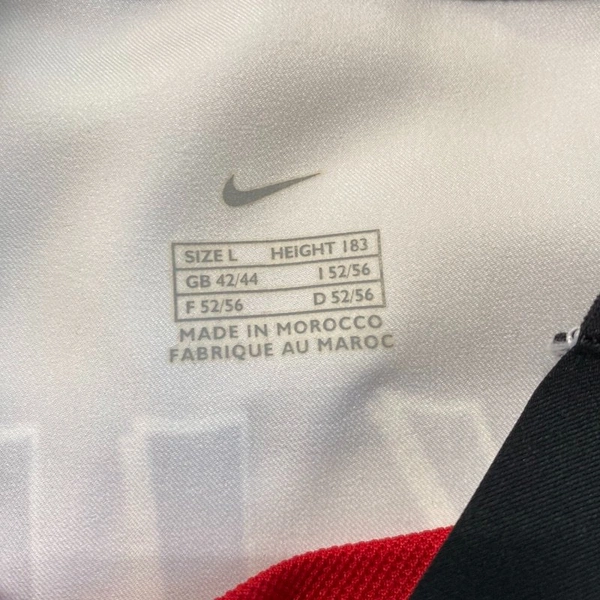 SIZE L HEiGHT 183
GB 42/44 I 52/56
F 52/56 D 52/56
MADE IN MOROCCO
FABRIQUE AU MAROC